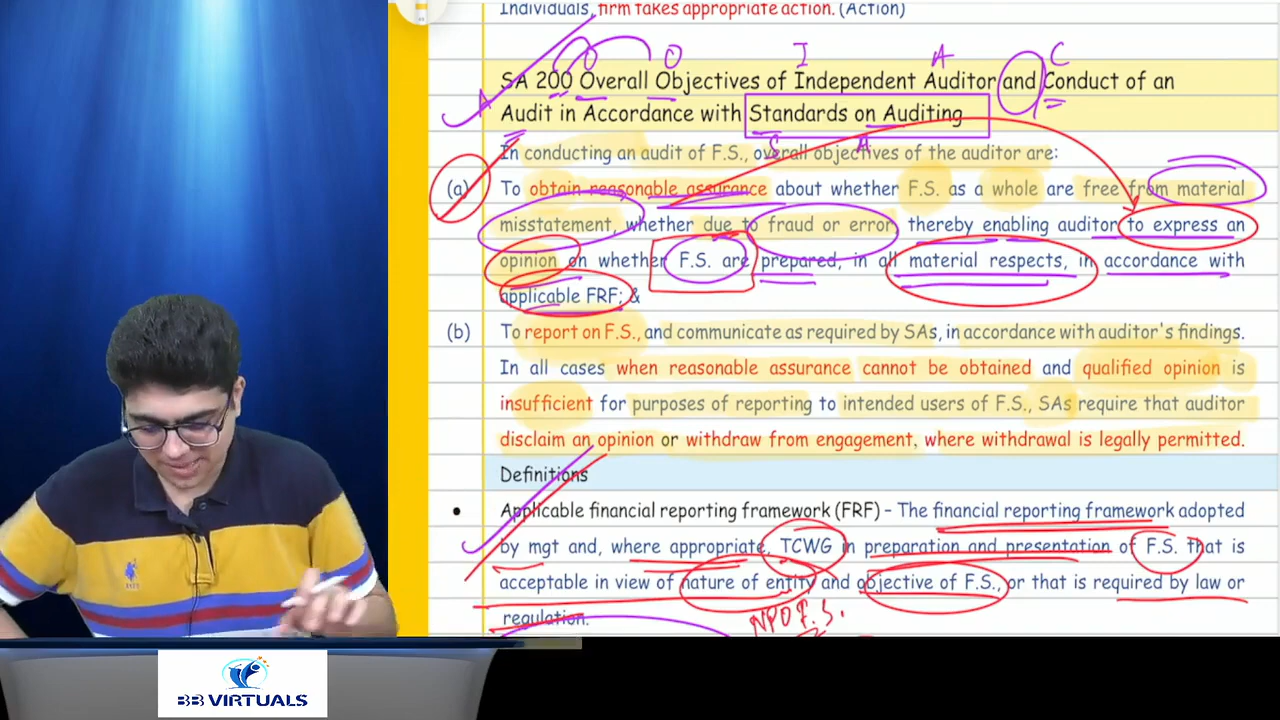 Individuals, firm takes appropriate action. (Action)
O O I A C
SA 200 Overall Objectives of Independent Auditor and Conduct of an
A
Audit in Accordance with Standards on Auditing
S A
In conducting an audit of F.S., overall objectives of the auditor are:
(a) To obtain reasonable assurance about whether F.S. as a whole are free from material
misstatement, whether due to fraud or error, thereby enabling auditor to express an
opinion on whether F.S. are prepared, in all material respects, in accordance with
applicable FRF; &
(b) To report on F.S., and communicate as required by SAs, in accordance with auditor's findings.
In all cases when reasonable assurance cannot be obtained and qualified opinion is
insufficient for purposes of reporting to intended users of F.S., SAs require that auditor
disclaim an opinion or withdraw from engagement, where withdrawal is legally permitted.
Definitions
• Applicable financial reporting framework (FRF) – The financial reporting framework adopted
by mgt and, where appropriate, TCWG in preparation and presentation of F.S. that is
acceptable in view of nature of entity and objective of F.S., or that is required by law or
regulation.
NPO F.S.
BB VIRTUALS